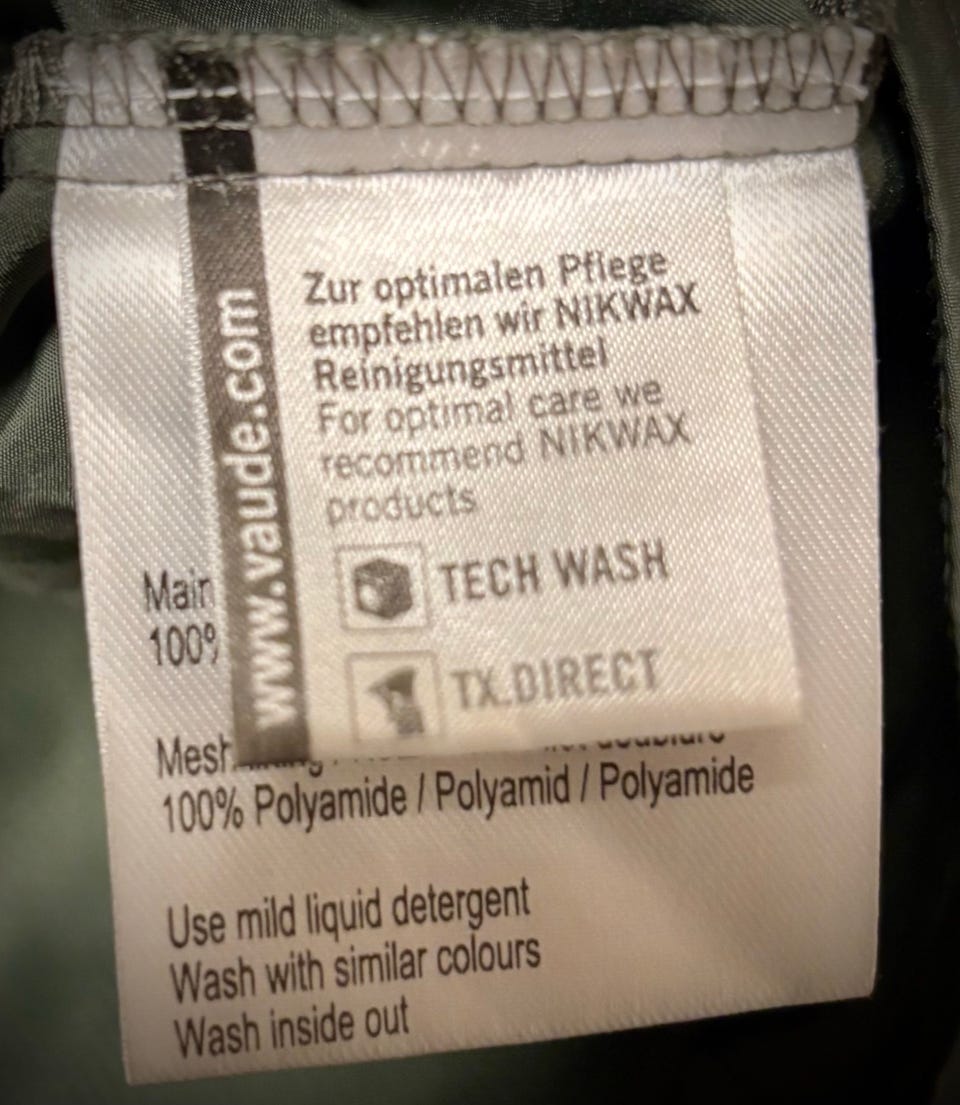 www.vaude.com
Zur optimalen Pflege
empfehlen wir NIKWAX
Reinigungsmittel
For optimal care we
recommend NIKWAX
products
TECH WASH
TX.DIRECT
100%
100% Polyamide / Polyamid / Polyamide
Use mild liquid detergent
Wash with similar colours
Wash inside out